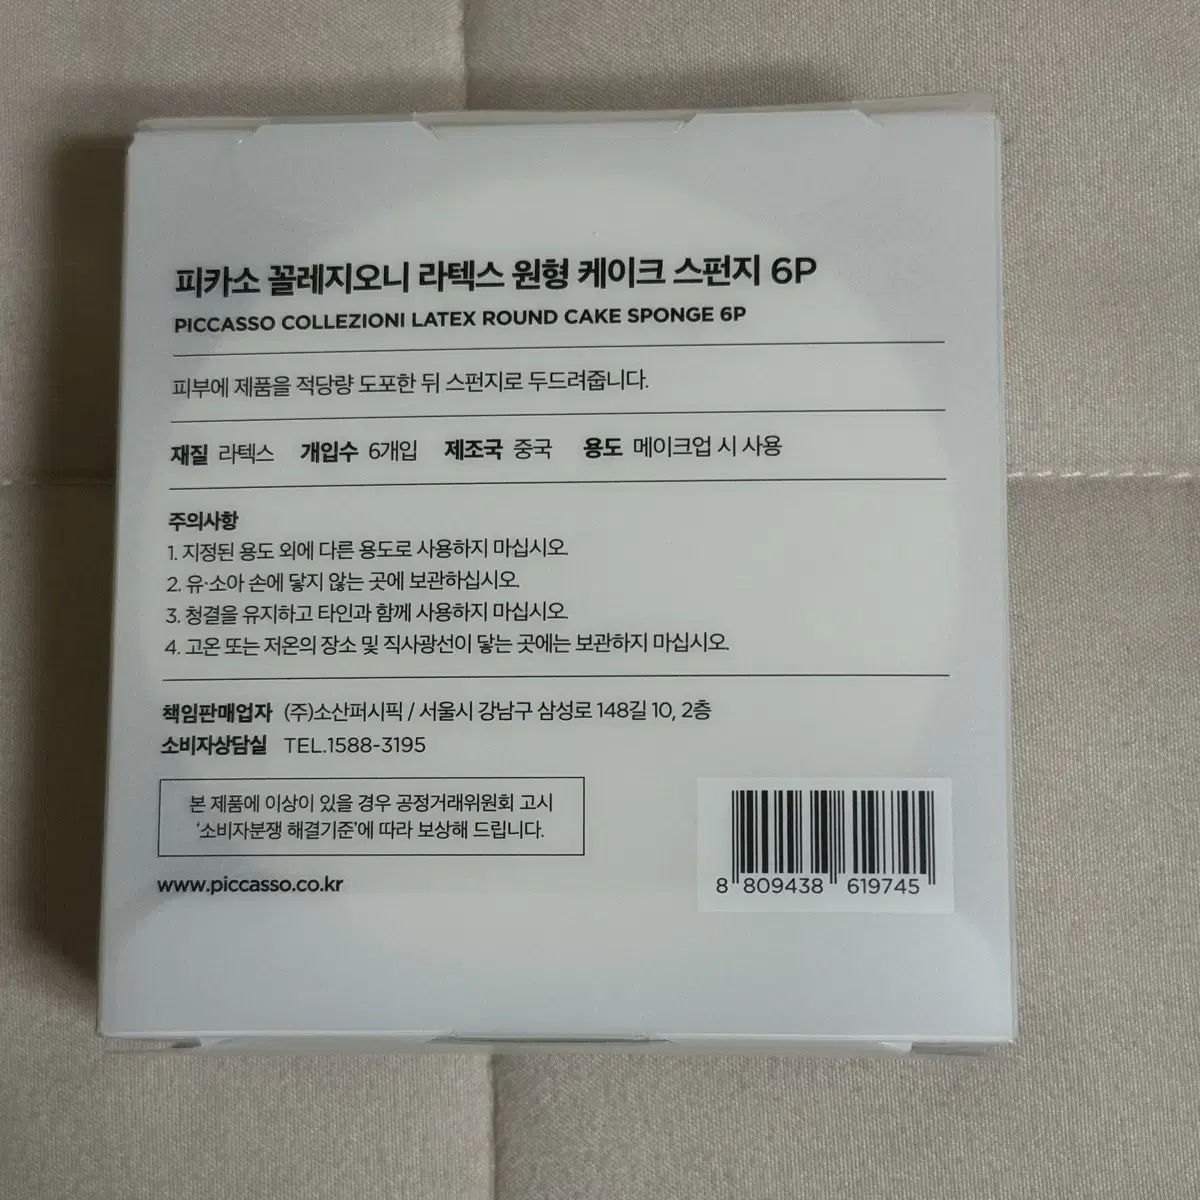 피카소 꼴레지오니 라텍스 원형 케이크 스펀지 6P
PICCASSO COLLEZIONI LATEX ROUND CAKE SPONGE 6P
피부에 제품을 적당량 도포한 뒤 스펀지로 두드려줍니다.
재질 라텍스 개입수 6개입 제조국 중국 용도 메이크업 시 사용
주의사항
1. 지정된 용도 외에 다른 용도로 사용하지 마십시오.
2. 유·소아 손에 닿지 않는 곳에 보관하십시오.
3. 청결을 유지하고 타인과 함께 사용하지 마십시오.
4. 고온 또는 저온의 장소 및 직사광선이 닿는 곳에는 보관하지 마십시오.
책임판매업자 (주)소산퍼시픽 / 서울시 강남구 삼성로 148길 10, 2층
소비자상담실 TEL.1588-3195
본 제품에 이상이 있을 경우 공정거래위원회 고시
'소비자분쟁 해결기준'에 따라 보상해 드립니다.
www.piccasso.co.kr
8 809438 619745